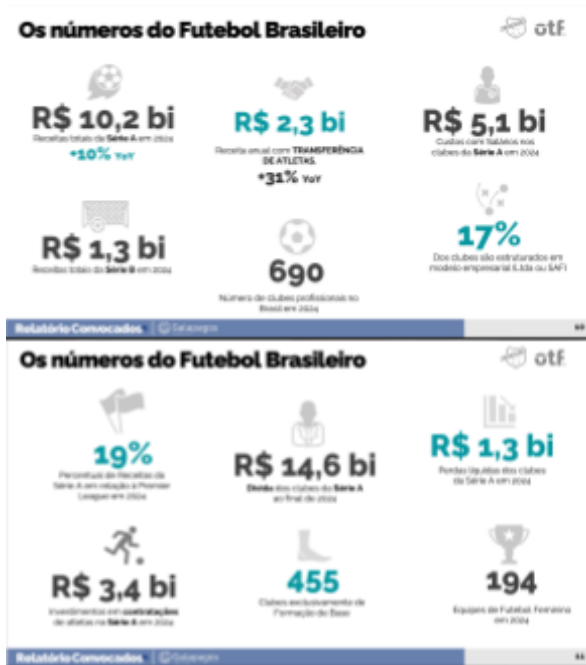 Os números do Futebol Brasileiro
otf
R$ 10,2 bi
Receitas totais da Série A em 2024
+10% YoY
R$ 2,3 bi
Receita anual com TRANSFERÊNCIA
DE ATLETAS.
+31% YoY
R$ 5,1 bi
Custos com Salários nos
clubes da Série A em 2024
R$ 1,3 bi
Receitas totais da Série B em 2024
690
Número de clubes profissionais no
Brasil em 2024
17%
Dos clubes são estruturados em
modelo empresarial (Ltda ou SAF)
Relatório Convocados
Galapagos
Os números do Futebol Brasileiro
otf
19%
Percentuais de Receitas da
Série A em relação à Premier
League em 2024
R$ 14,6 bi
Dívida dos clubes da Série A
ao final de 2024
R$ 1,3 bi
Perdas líquidas dos clubes
da Série A em 2024
R$ 3,4 bi
Investimentos em contratações
de atletas na Série A em 2024
455
Clubes exclusivamente de
Formação de Base
194
Equipes de Futebol Feminino
em 2024
Relatório Convocados
Galapagos